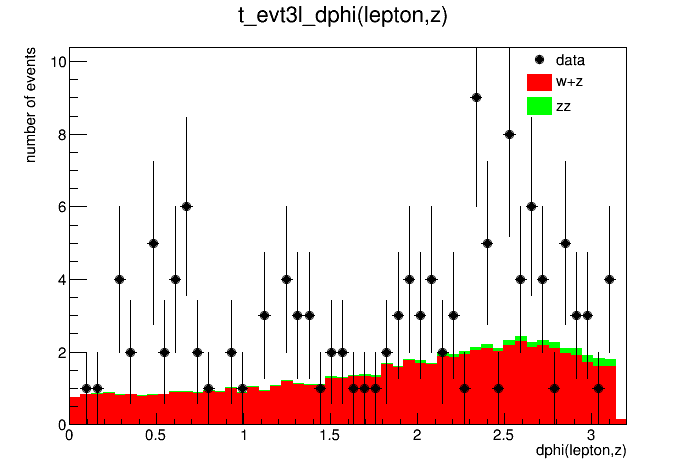 t_evt3l_dphi(lepton,z)
number of events
data
w+z
zz
10
8
6
4
2
0
0 0.5 1 1.5 2 2.5 3
dphi(lepton,z)